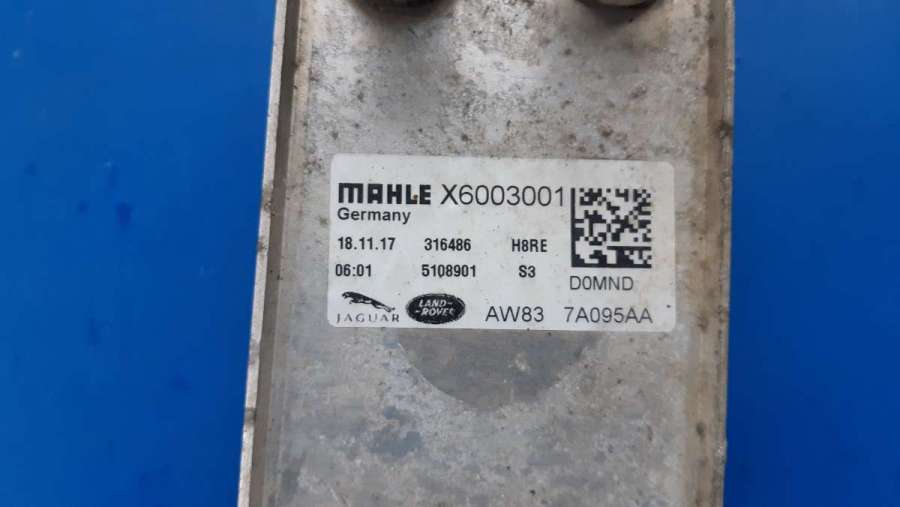 MAHLE X6003001
Germany
18.11.17 316486 H8RE
06:01 5108901 S3
D0MND
JAGUAR LAND-ROVER AW83 7A095AA